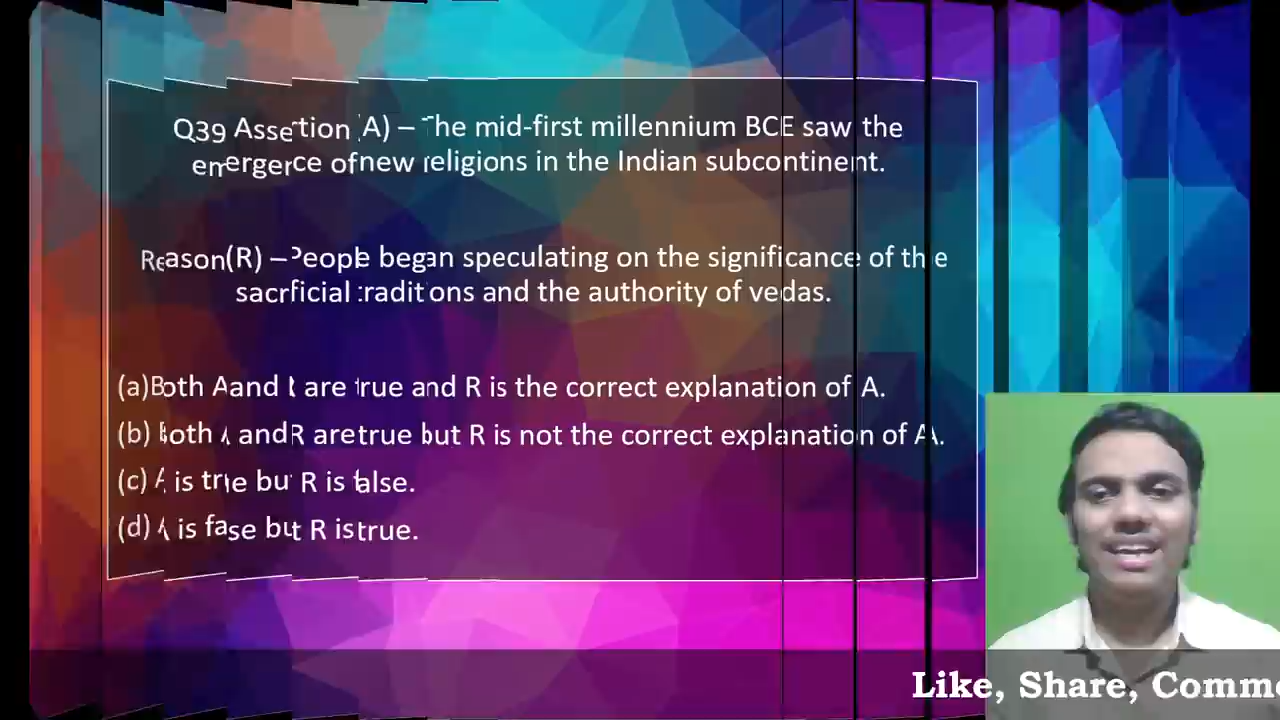 Q39 Assertion (A) – The mid-first millennium BCE saw the
emergence of new religions in the Indian subcontinent.
Reason(R) – People began speculating on the significance of the
sacrficial traditions and the authority of vedas.
(a)Both A and R are true and R is the correct explanation of A.
(b) Both A and R are true but R is not the correct explanation of A.
(c) A is true but R is false.
(d) A is false but R is true.
Like, Share,